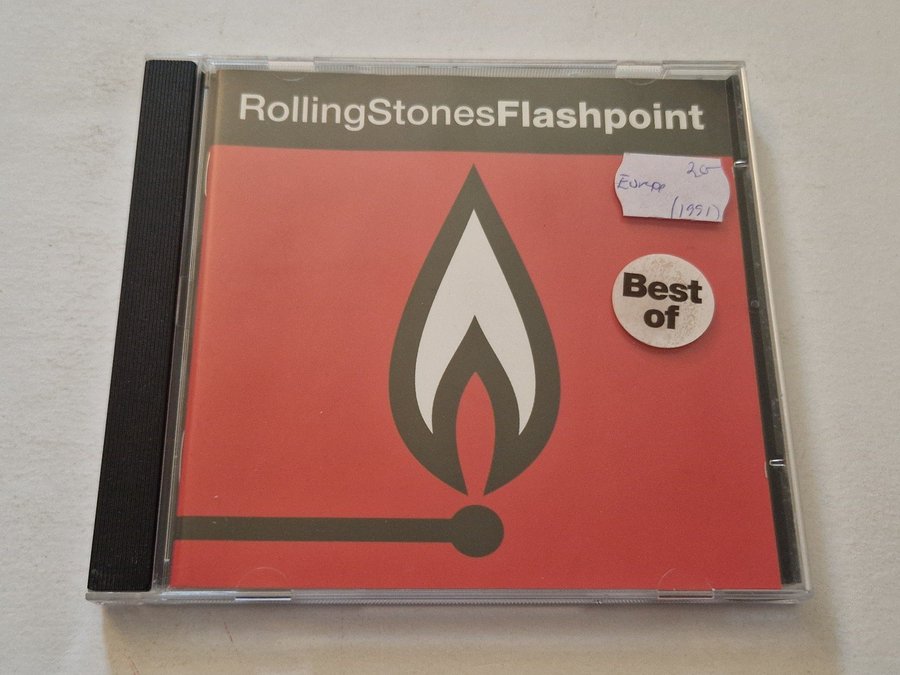 RollingStonesFlashpoint
20
Europe
(1991)
Best
of